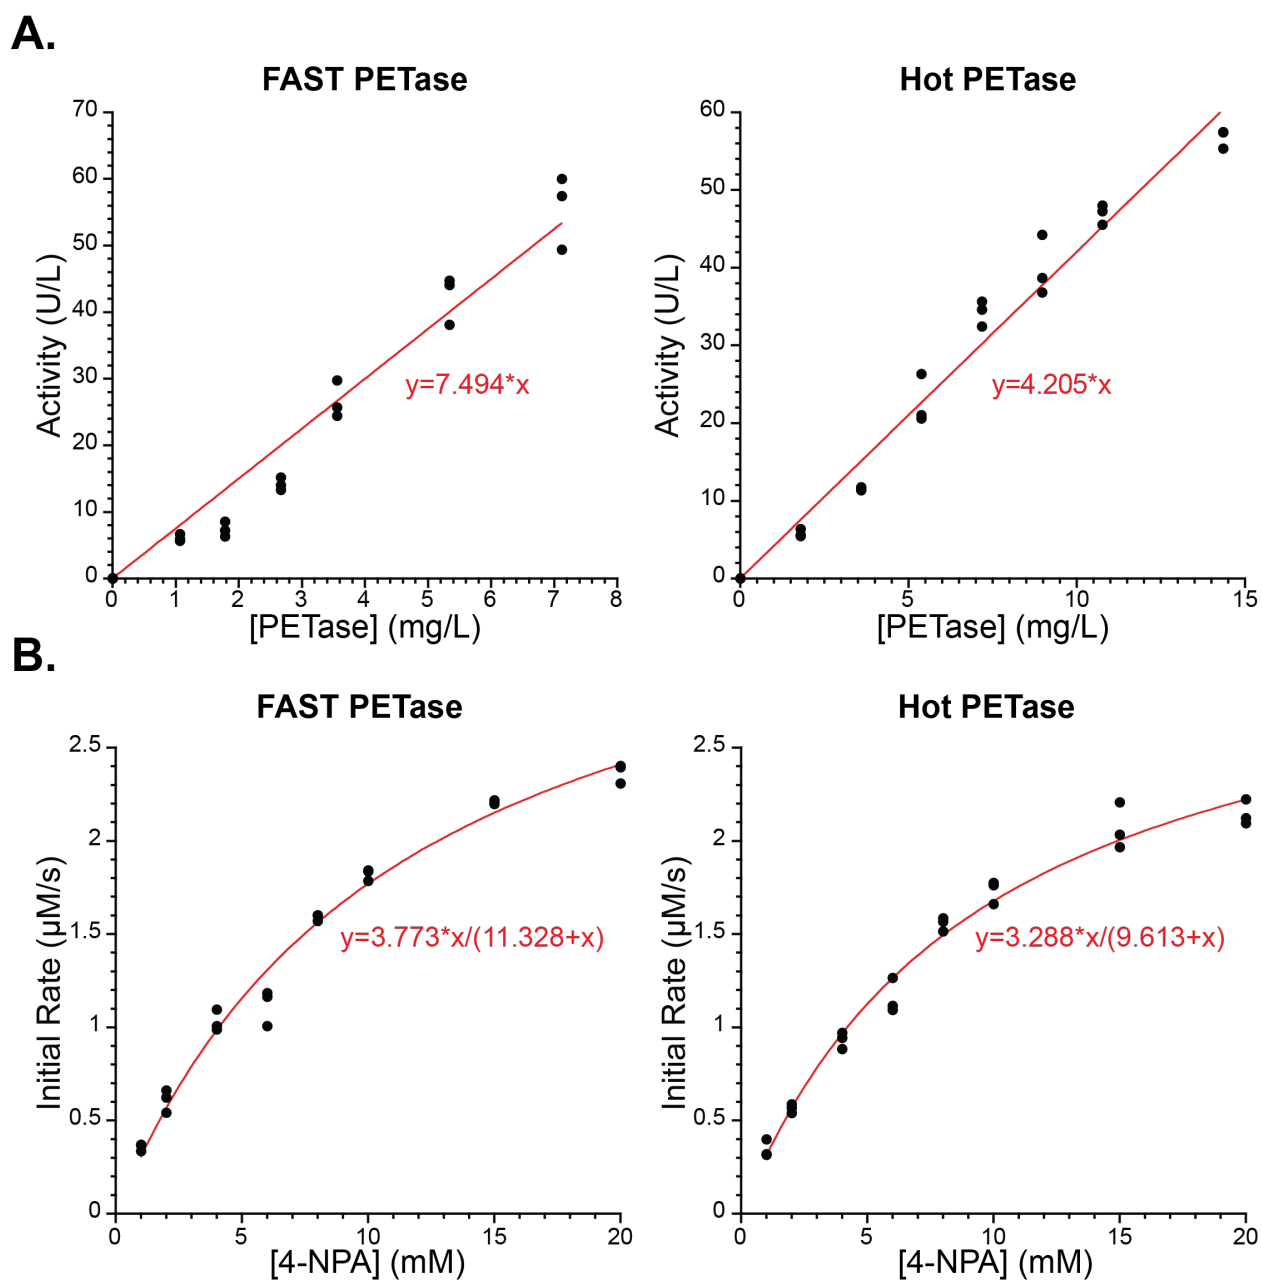 A.
FAST PETase
Hot PETase
70
60
50
40
30
20
10
0
Activity (U/L)
y=7.494*x
0 1 2 3 4 5 6 7 8
[PETase] (mg/L)
60
50
40
30
20
10
0
Activity (U/L)
y=4.205*x
0 5 10 15
[PETase] (mg/L)
B.
FAST PETase
Hot PETase
2.5
2
1.5
1
0.5
0
Initial Rate (µM/s)
y=3.773*x/(11.328+x)
0 5 10 15 20
[4-NPA] (mM)
2.5
2
1.5
1
0.5
0
Initial Rate (µM/s)
y=3.288*x/(9.613+x)
0 5 10 15 20
[4-NPA] (mM)